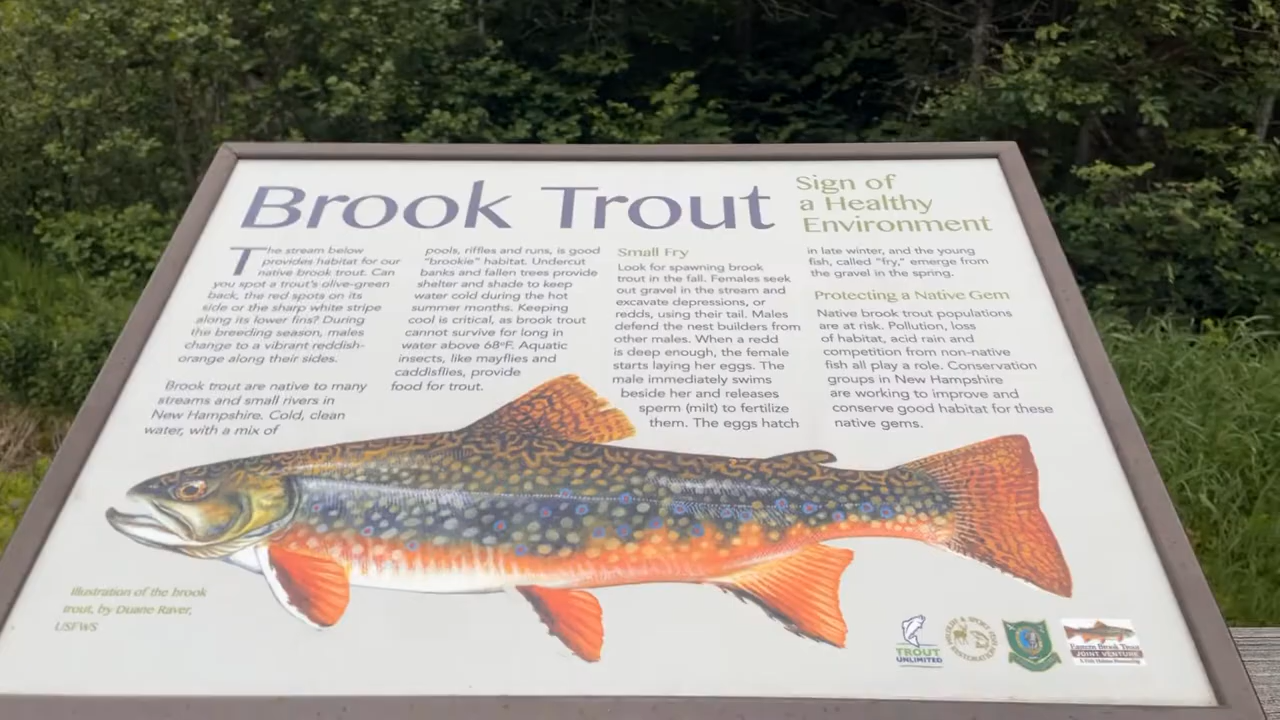 Brook Trout
Sign of
a Healthy
Environment
The stream below
provides habitat for our
native brook trout. Can
you spot a trout's olive-green
back, the red spots on its
side or the sharp white stripe
along its lower fins? During
the breeding season, males
change to a vibrant reddish-
orange along their sides.
Brook trout are native to many
streams and small rivers in
New Hampshire. Cold, clean
water, with a mix of
pools, riffles and runs, is good
"brookie" habitat. Undercut
banks and fallen trees provide
shelter and shade to keep
water cold during the hot
summer months. Keeping
cool is critical, as brook trout
cannot survive for long in
water above 68°F. Aquatic
insects, like mayflies and
caddisflies, provide
food for trout.
Small Fry
Look for spawning brook
trout in the fall. Females seek
out gravel in the stream and
excavate depressions, or
redds, using their tail. Males
defend the nest builders from
other males. When a redd
is deep enough, the female
starts laying her eggs. The
male immediately swims
beside her and releases
sperm (milt) to fertilize
them. The eggs hatch
in late winter, and the young
fish, called "fry," emerge from
the gravel in the spring.
Protecting a Native Gem
Native brook trout populations
are at risk. Pollution, loss
of habitat, acid rain and
competition from non-native
fish all play a role. Conservation
groups in New Hampshire
are working to improve and
conserve good habitat for these
native gems.
Illustration of the brook
trout, by Duane Raver,
USFWS
TROUT
UNLIMITED
WILDLIFE & SPORT FISH RESTORATION
Eastern Brook Trout
JOINT VENTURE